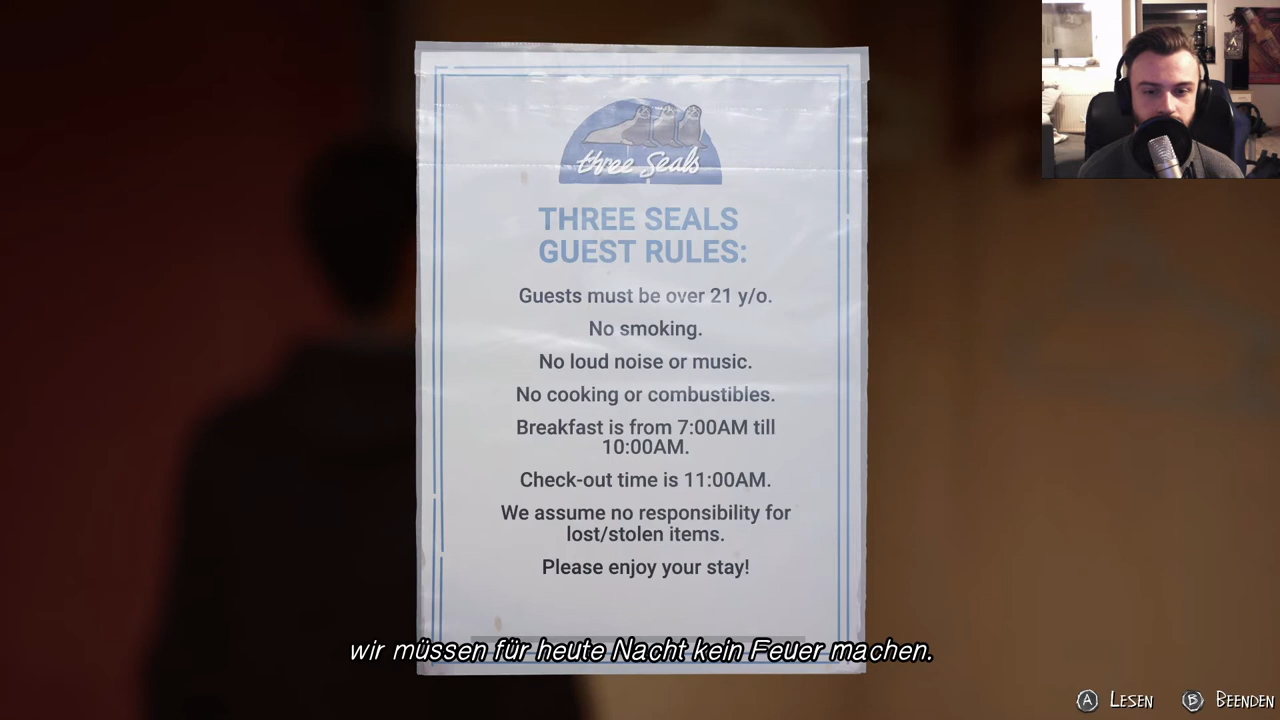 three Seals
THREE SEALS
GUEST RULES:
Guests must be over 21 y/o.
No smoking.
No loud noise or music.
No cooking or combustibles.
Breakfast is from 7:00AM till
10:00AM.
Check-out time is 11:00AM.
We assume no responsibility for
lost/stolen items.
Please enjoy your stay!
wir müssen für heute Nacht kein Feuer machen.
A LESEN B BEENDEN